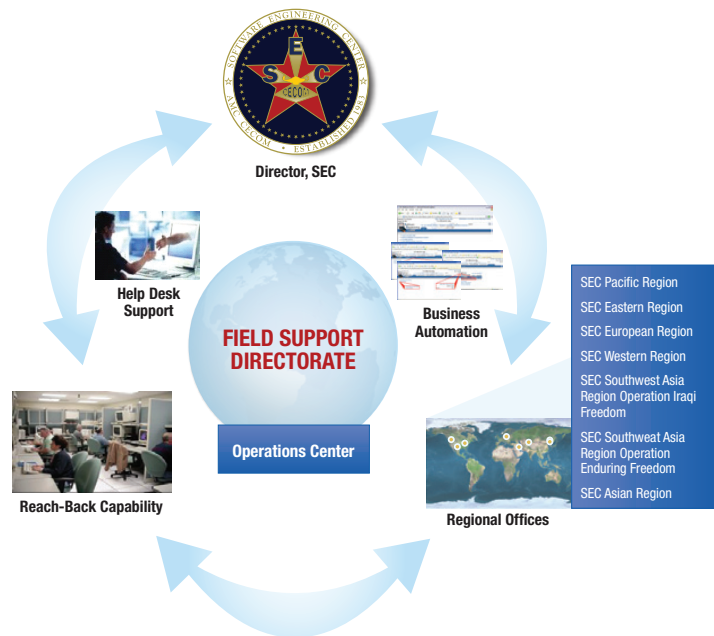 SOFTWARE ENGINEERING CENTER
E
S C
CECOM
AMC CECOM • ESTABLISHED 1983
Director, SEC
Help Desk
Support
Business
Automation
FIELD SUPPORT
DIRECTORATE
Operations Center
SEC Pacific Region
SEC Eastern Region
SEC European Region
SEC Western Region
SEC Southwest Asia
Region Operation Iraqi
Freedom
SEC Southweat Asia
Region Operation
Enduring Freedom
SEC Asian Region
Reach-Back Capability
Regional Offices